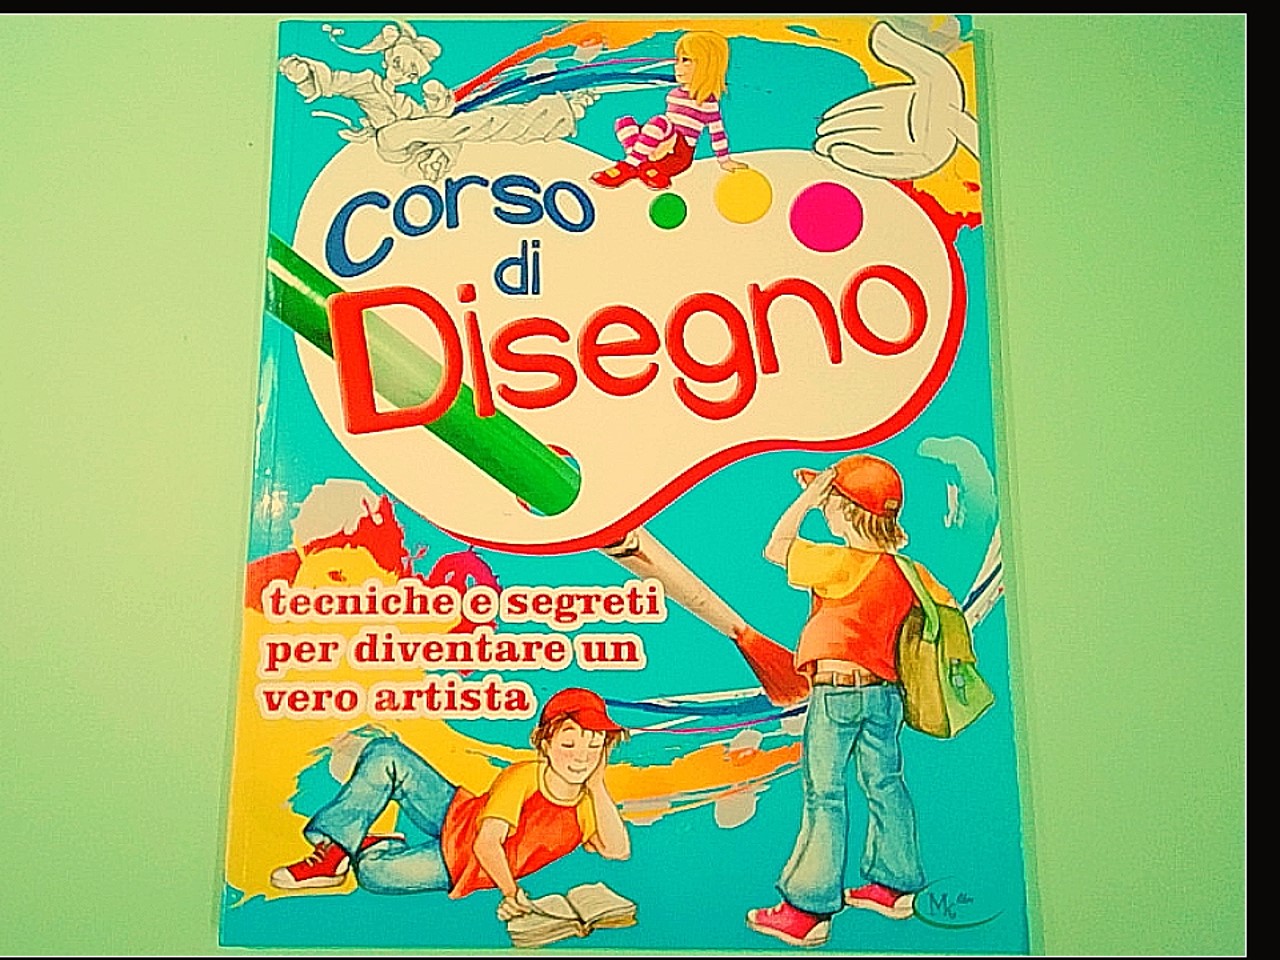 Corso
di
Disegno
tecniche e segreti
per diventare un
vero artista